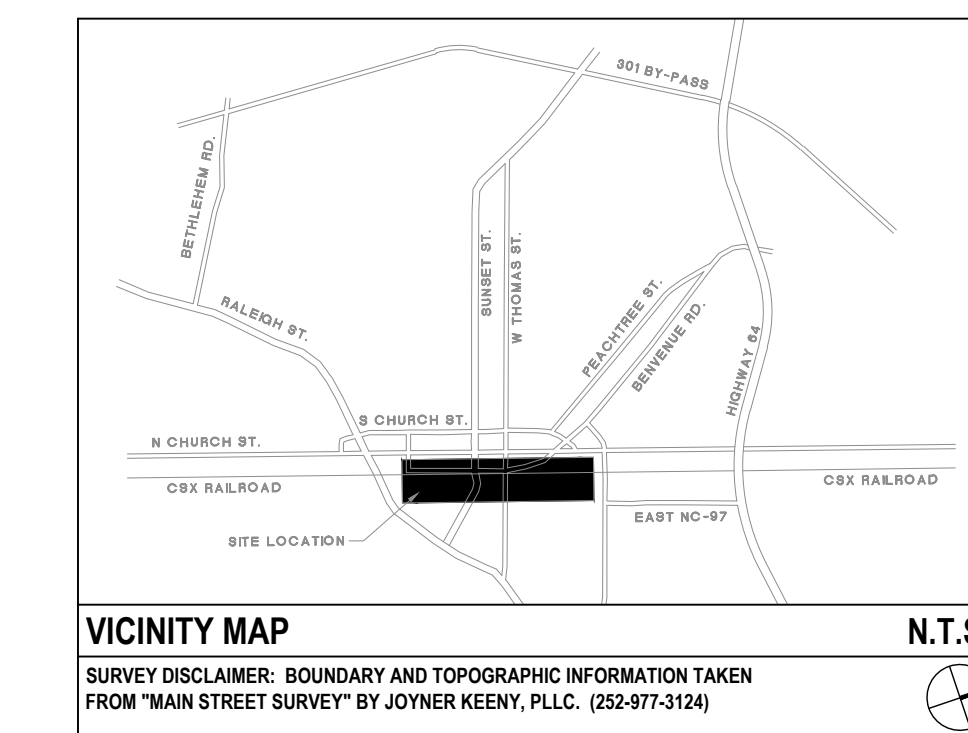 301 BY-PASS
BETHLEHEM RD.
SUNSET ST.
W THOMAS ST.
PEACHTREE ST.
BENVENUE RD.
RALEIGH ST.
HIGHWAY 64
S CHURCH ST.
N CHURCH ST.
CSX RAILROAD
CSX RAILROAD
EAST NC-97
SITE LOCATION
VICINITY MAP N.T.S
SURVEY DISCLAIMER: BOUNDARY AND TOPOGRAPHIC INFORMATION TAKEN
FROM "MAIN STREET SURVEY" BY JOYNER KEENY, PLLC. (252-977-3124)